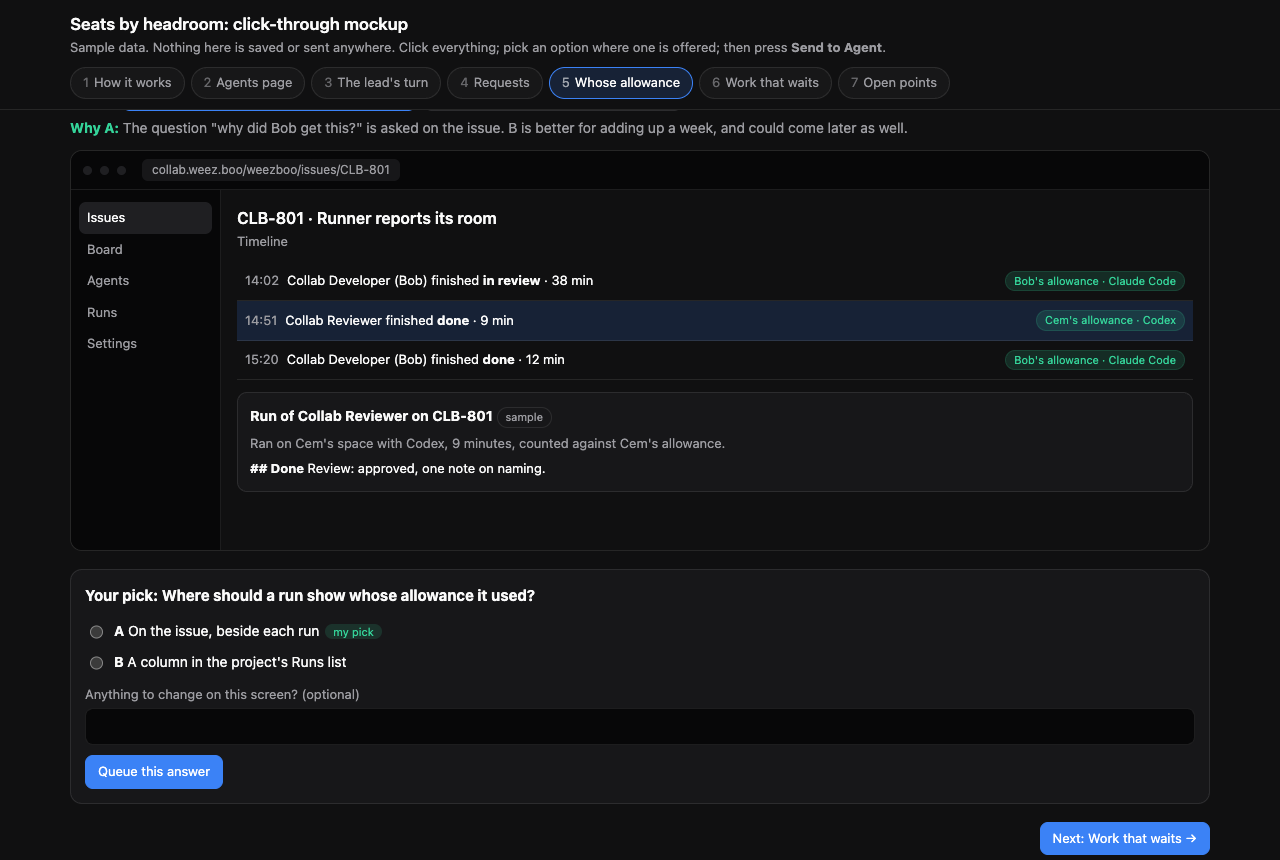 Seats by headroom: click-through mockup
Sample data. Nothing here is saved or sent anywhere. Click everything; pick an option where one is offered; then press Send to Agent.
1 How it works 2 Agents page 3 The lead's turn 4 Requests 5 Whose allowance 6 Work that waits 7 Open points
Why A: The question "why did Bob get this?" is asked on the issue. B is better for adding up a week, and could come later as well.
collab.weez.boo/weezboo/issues/CLB-801
Issues
Board
Agents
Runs
Settings
CLB-801 · Runner reports its room
Timeline
14:02 Collab Developer (Bob) finished in review · 38 min Bob's allowance · Claude Code
14:51 Collab Reviewer finished done · 9 min Cem's allowance · Codex
15:20 Collab Developer (Bob) finished done · 12 min Bob's allowance · Claude Code
Run of Collab Reviewer on CLB-801 sample
Ran on Cem's space with Codex, 9 minutes, counted against Cem's allowance.
## Done Review: approved, one note on naming.
Your pick: Where should a run show whose allowance it used?
A On the issue, beside each run my pick
B A column in the project's Runs list
Anything to change on this screen? (optional)
Queue this answer
Next: Work that waits →